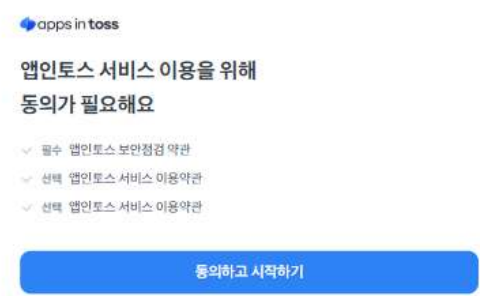 apps in toss
앱인토스 서비스 이용을 위해
동의가 필요해요
필수 앱인토스 보안점검 약관
선택 앱인토스 서비스 이용약관
선택 앱인토스 서비스 이용약관
동의하고 시작하기